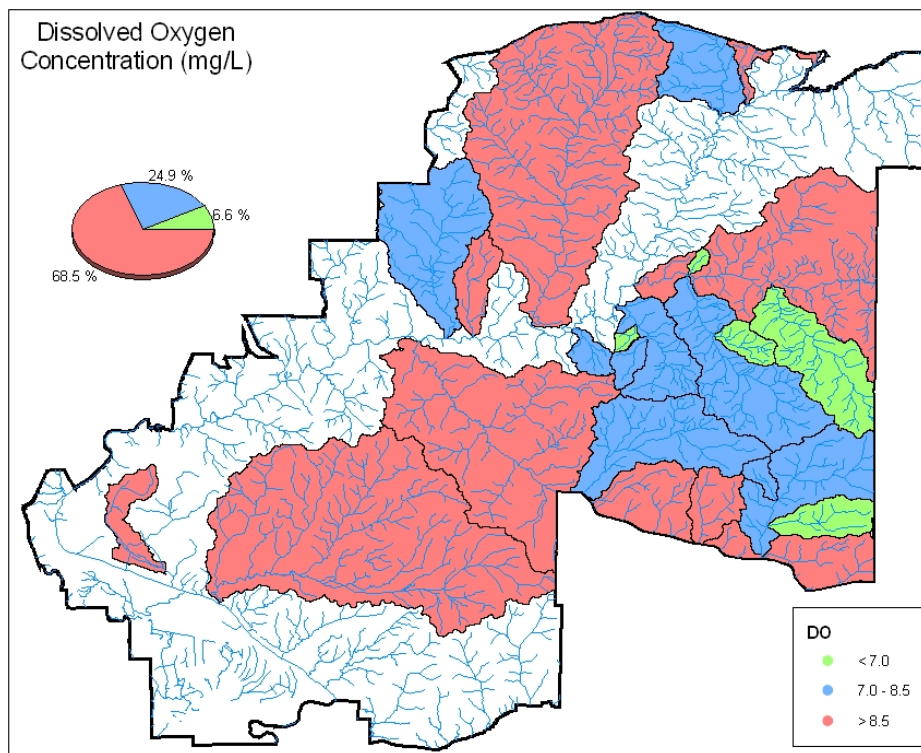 Dissolved Oxygen
Concentration (mg/L)
24.9 %
6.6 %
68.5 %
DO
<7.0
7.0 - 8.5
>8.5